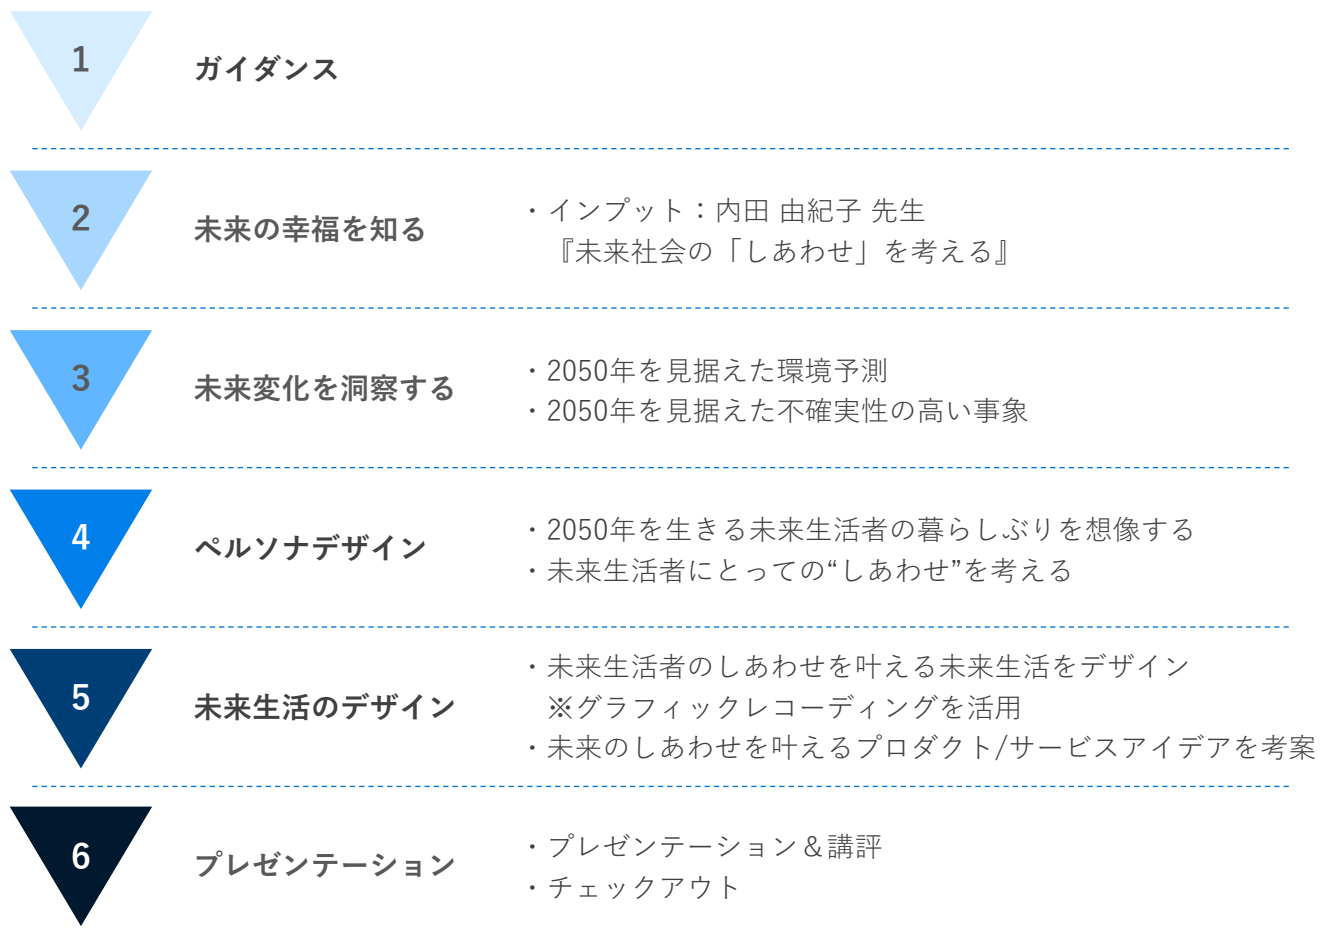 1
ガイダンス
2
未来の幸福を知る
・インプット：内田 由紀子 先生
『未来社会の「しあわせ」を考える』
3
未来変化を洞察する
・2050年を見据えた環境予測
・2050年を見据えた不確実性の高い事象
4
ペルソナデザイン
・2050年を生きる未来生活者の暮らしぶりを想像する
・未来生活者にとっての“しあわせ”を考える
5
未来生活のデザイン
・未来生活者のしあわせを叶える未来生活をデザイン
※グラフィックレコーディングを活用
・未来のしあわせを叶えるプロダクト/サービスアイデアを考案
6
プレゼンテーション
・プレゼンテーション＆講評
・チェックアウト